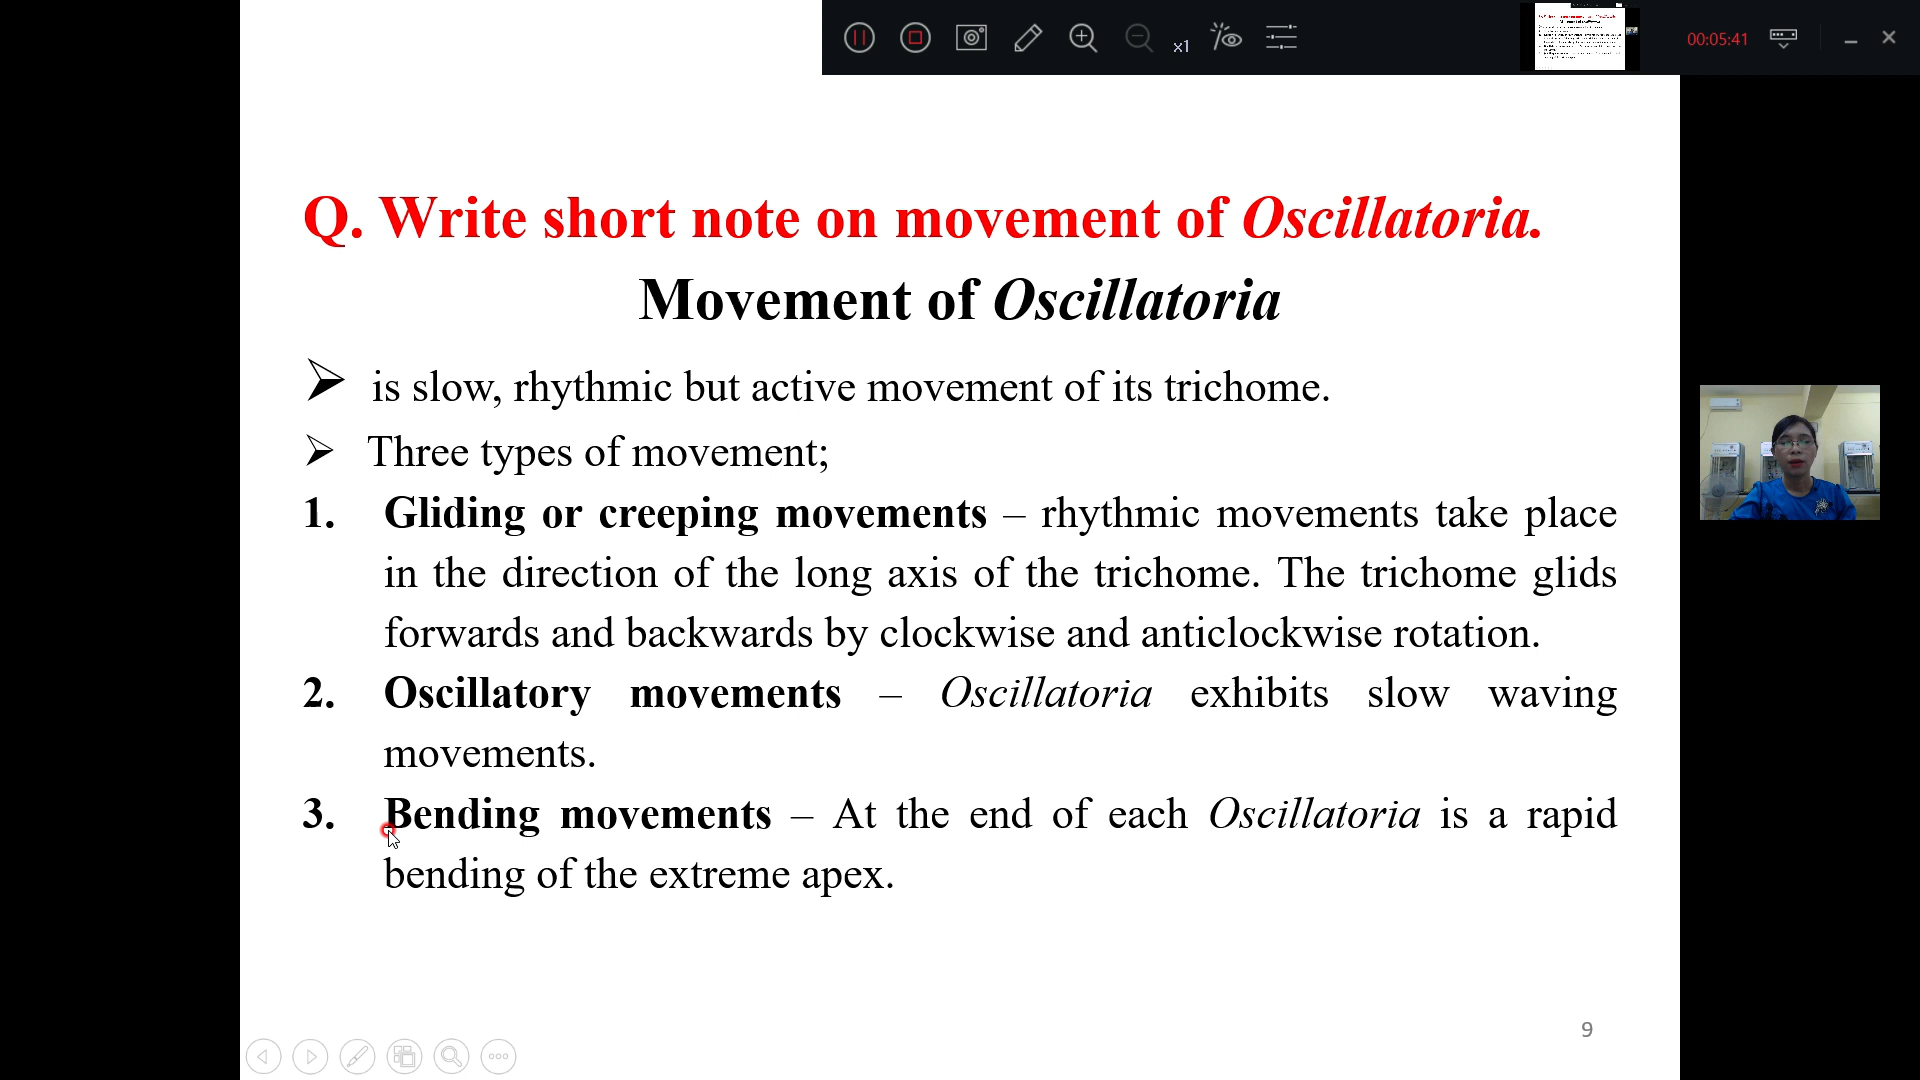 x1
00:05:41
Q. Write short note on movement of Oscillatoria.
Movement of Oscillatoria
➢ is slow, rhythmic but active movement of its trichome.
➢ Three types of movement;
1. Gliding or creeping movements – rhythmic movements take place
in the direction of the long axis of the trichome. The trichome glids
forwards and backwards by clockwise and anticlockwise rotation.
2. Oscillatory movements – Oscillatoria exhibits slow waving
movements.
3. Bending movements – At the end of each Oscillatoria is a rapid
bending of the extreme apex.
9